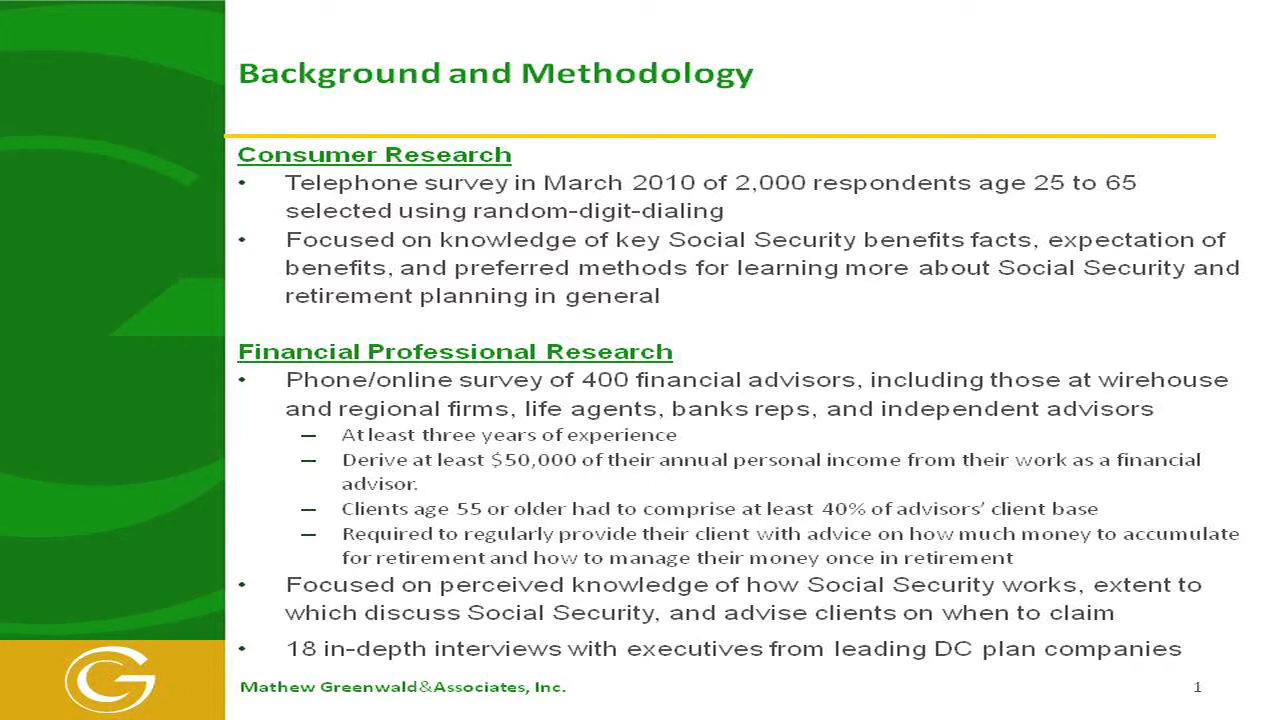 Background and Methodology
Consumer Research
• Telephone survey in March 2010 of 2,000 respondents age 25 to 65
selected using random-digit-dialing
• Focused on knowledge of key Social Security benefits facts, expectation of
benefits, and preferred methods for learning more about Social Security and
retirement planning in general
Financial Professional Research
• Phone/online survey of 400 financial advisors, including those at wirehouse
and regional firms, life agents, banks reps, and independent advisors
– At least three years of experience
– Derive at least $50,000 of their annual personal income from their work as a financial
advisor.
– Clients age 55 or older had to comprise at least 40% of advisors’ client base
– Required to regularly provide their client with advice on how much money to accumulate
for retirement and how to manage their money once in retirement
• Focused on perceived knowledge of how Social Security works, extent to
which discuss Social Security, and advise clients on when to claim
• 18 in-depth interviews with executives from leading DC plan companies
Mathew Greenwald&Associates, Inc.
1